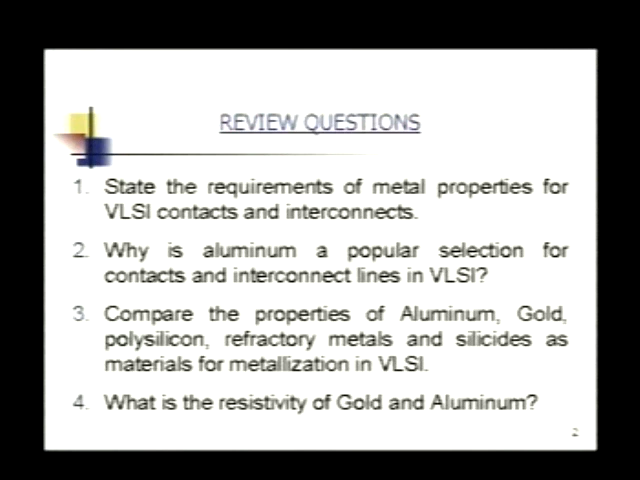 REVIEW QUESTIONS
1. State the requirements of metal properties for
VLSI contacts and interconnects.
2. Why is aluminum a popular selection for
contacts and interconnect lines in VLSI?
3. Compare the properties of Aluminum, Gold,
polysilicon, refractory metals and silicides as
materials for metallization in VLSI.
4. What is the resistivity of Gold and Aluminum?
2